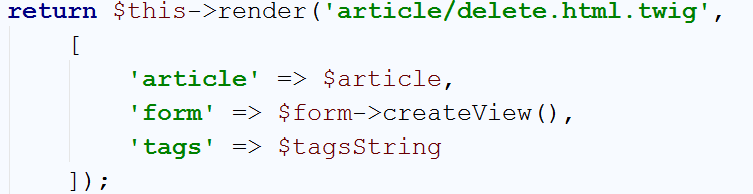 return $this->render('article/delete.html.twig',
[
'article' => $article,
'form' => $form->createView(),
'tags' => $tagsString
]);